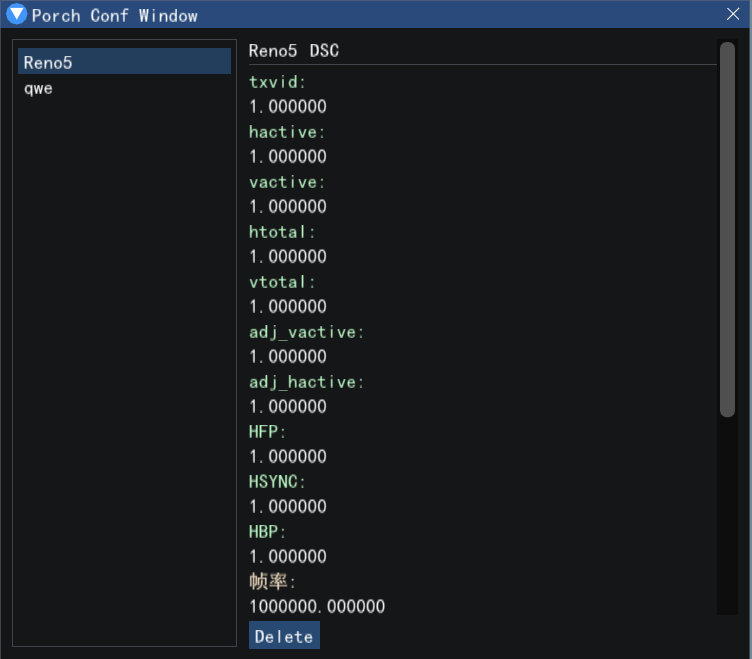 Porch Conf Window
Reno5
qwe
Reno5 DSC
txvid:
1.000000
hactive:
1.000000
vactive:
1.000000
htotal:
1.000000
vtotal:
1.000000
adj_vactive:
1.000000
adj_hactive:
1.000000
HFP:
1.000000
HSYNC:
1.000000
HBP:
1.000000
帧率:
1000000.000000
Delete